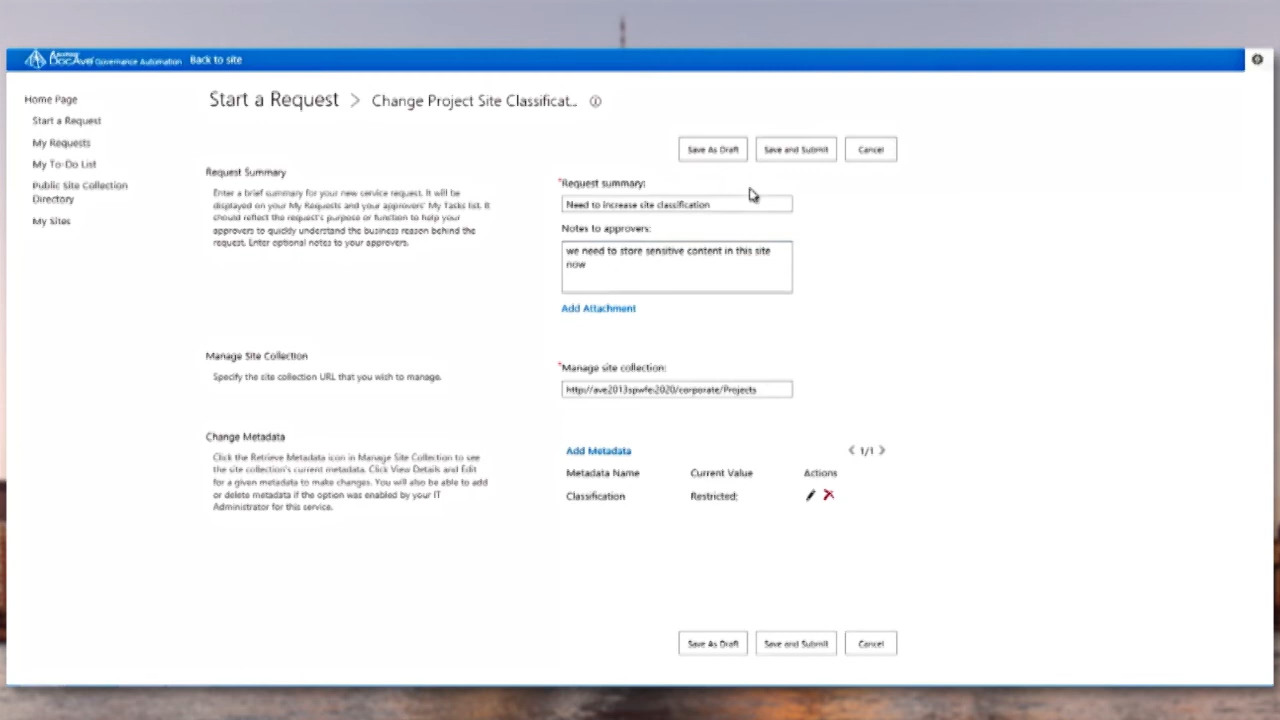 AvePoint
DocAve Governance Automation Back to site
Home Page
Start a Request
My Requests
My To-Do List
Public Site Collection
Directory
My Sites
Start a Request > Change Project Site Classificat...
Save As Draft Save and Submit Cancel
Request Summary
Enter a brief summary for your new service request. It will be
displayed on your My Requests and your approvers' My Tasks list. It
should reflect the request's purpose or function to help your
approvers to quickly understand the business reason behind the
request. Enter optional notes to your approvers.
*Request summary:
Need to increase site classification
Notes to approvers:
we need to store sensitive content in this site
now
Add Attachment
Manage Site Collection
Specify the site collection URL that you wish to manage.
*Manage site collection:
http://ave2013spwfe:2020/corporate/Projects
Change Metadata
Click the Retrieve Metadata icon in Manage Site Collection to see
the site collection's current metadata. Click View Details and Edit
for a given metadata to make changes. You will also be able to add
or delete metadata if the option was enabled by your IT
Administrator for this service.
Add Metadata < 1/1 >
Metadata Name Current Value Actions
Classification Restricted;
Save As Draft Save and Submit Cancel